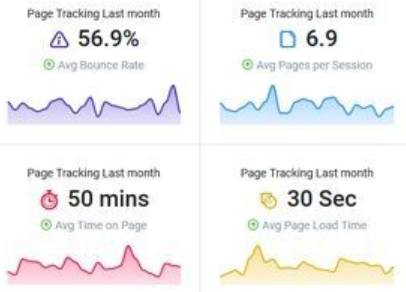 Page Tracking Last month
56.9%
Avg Bounce Rate
Page Tracking Last month
6.9
Avg Pages per Session
Page Tracking Last month
50 mins
Avg Time on Page
Page Tracking Last month
30 Sec
Avg Page Load Time